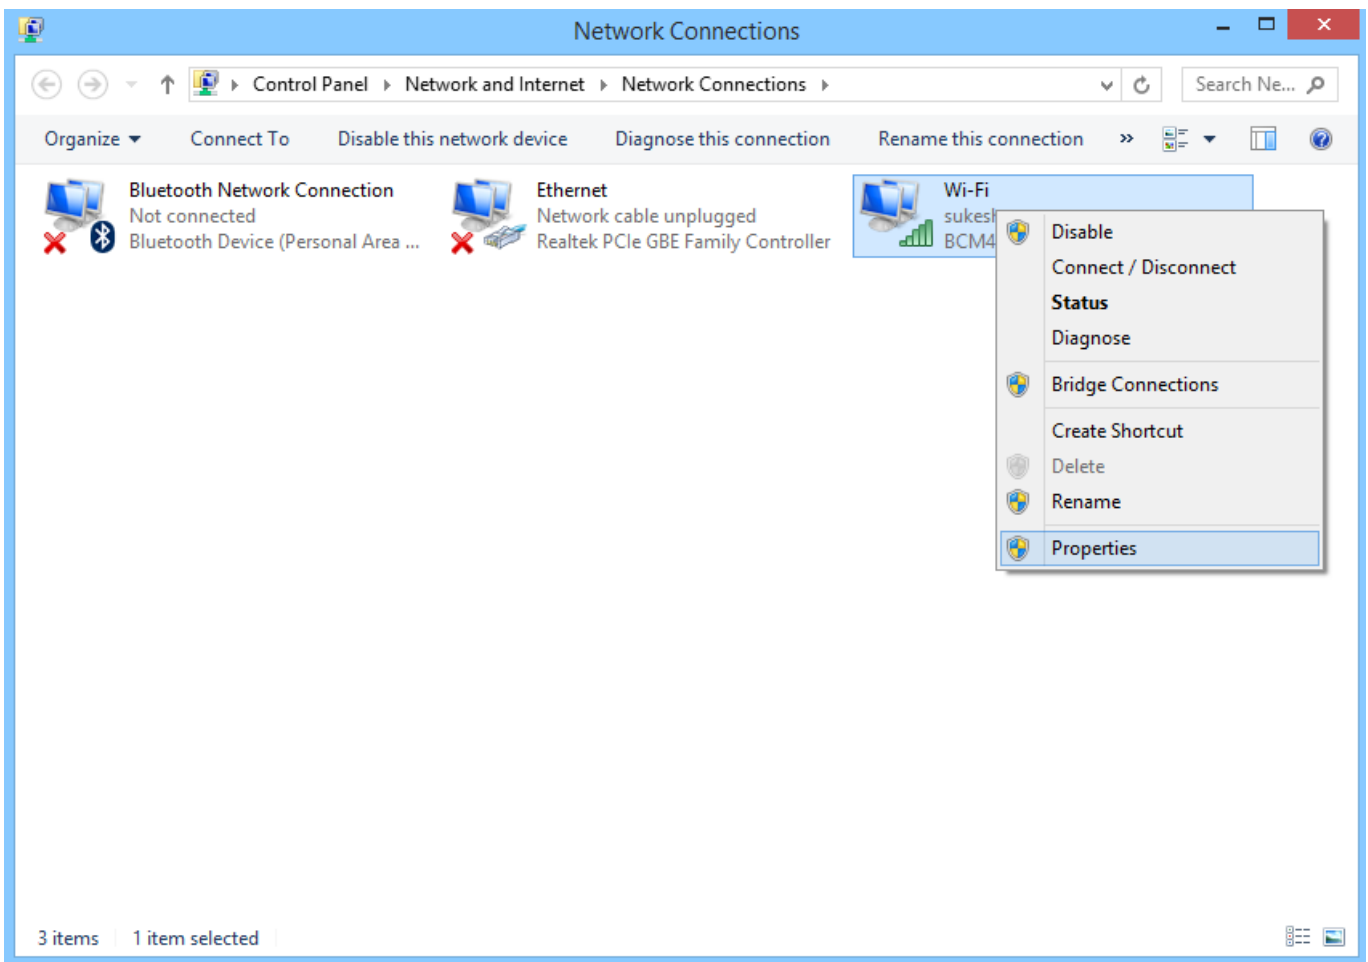 Network Connections
Control Panel Network and Internet Network Connections
Search Ne...
Organize Connect To Disable this network device Diagnose this connection Rename this connection »
Bluetooth Network Connection
Not connected
Bluetooth Device (Personal Area ...
Ethernet
Network cable unplugged
Realtek PCIe GBE Family Controller
Wi-Fi
sukesh
BCM4
Disable
Connect / Disconnect
Status
Diagnose
Bridge Connections
Create Shortcut
Delete
Rename
Properties
3 items 1 item selected